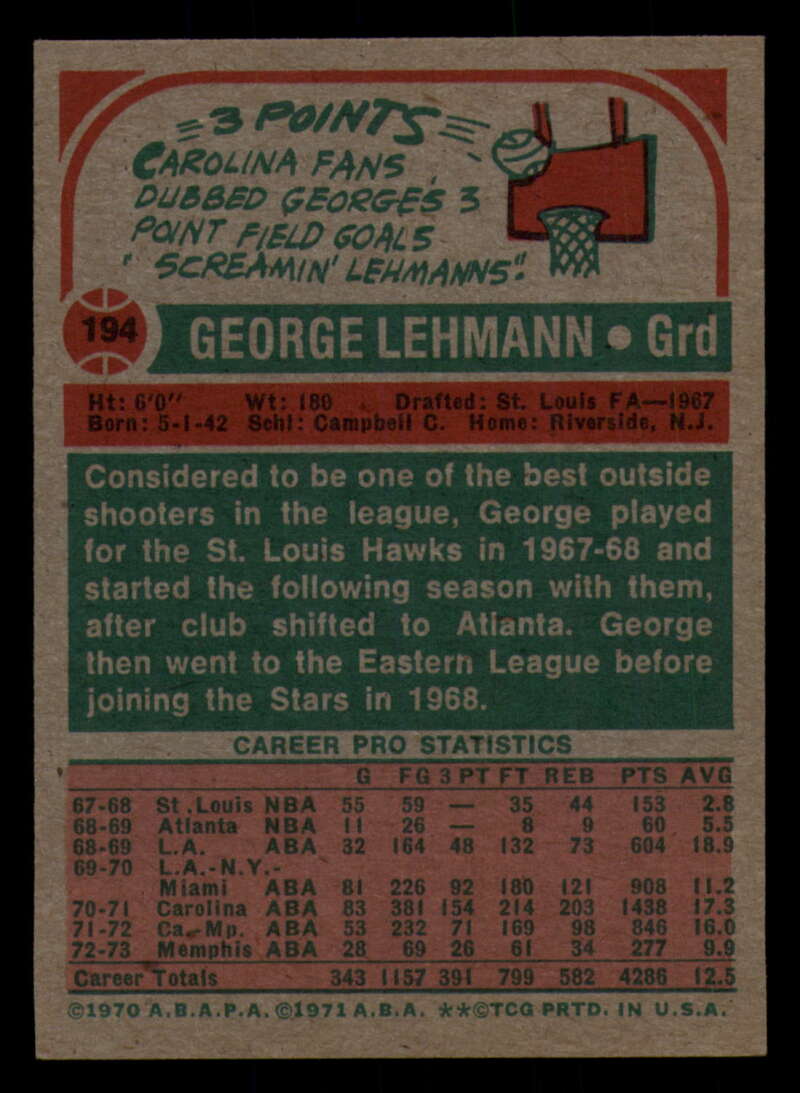 3 POINTS
CAROLINA FANS
DUBBED GEORGE'S 3
POINT FIELD GOALS
"SCREAMIN' LEHMANNS."
194
GEORGE LEHMANN • Grd
Ht: 6'0" Wt: 180 Drafted: St. Louis FA—1967
Born: 5-1-42 Schl: Campbell C. Home: Riverside, N.J.
Considered to be one of the best outside
shooters in the league, George played
for the St. Louis Hawks in 1967-68 and
started the following season with them,
after club shifted to Atlanta. George
then went to the Eastern League before
joining the Stars in 1968.
CAREER PRO STATISTICS
G FG 3 PT FT REB PTS AVG
67-68 St. Louis NBA 55 59 — 35 44 153 2.8
68-69 Atlanta NBA 11 26 — 8 9 60 5.5
68-69 L.A. ABA 32 164 48 132 73 604 18.9
69-70 L.A.-N.Y.-
Miami ABA 81 226 92 180 121 908 11.2
70-71 Carolina ABA 83 381 154 214 203 1438 17.3
71-72 Ca.-Mp. ABA 53 232 71 169 98 846 16.0
72-73 Memphis ABA 28 69 26 61 34 277 9.9
Career Totals 343 1157 391 799 582 4286 12.5
©1970 A.B.A.P.A. ©1971 A.B.A. **©TCG PRTD. IN U.S.A.